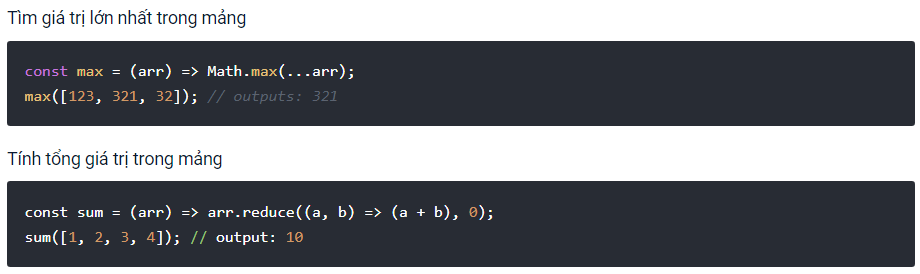 Tìm giá trị lớn nhất trong mảng
const max = (arr) => Math.max(...arr);
max([123, 321, 32]); // outputs: 321
Tính tổng giá trị trong mảng
const sum = (arr) => arr.reduce((a, b) => (a + b), 0);
sum([1, 2, 3, 4]); // output: 10